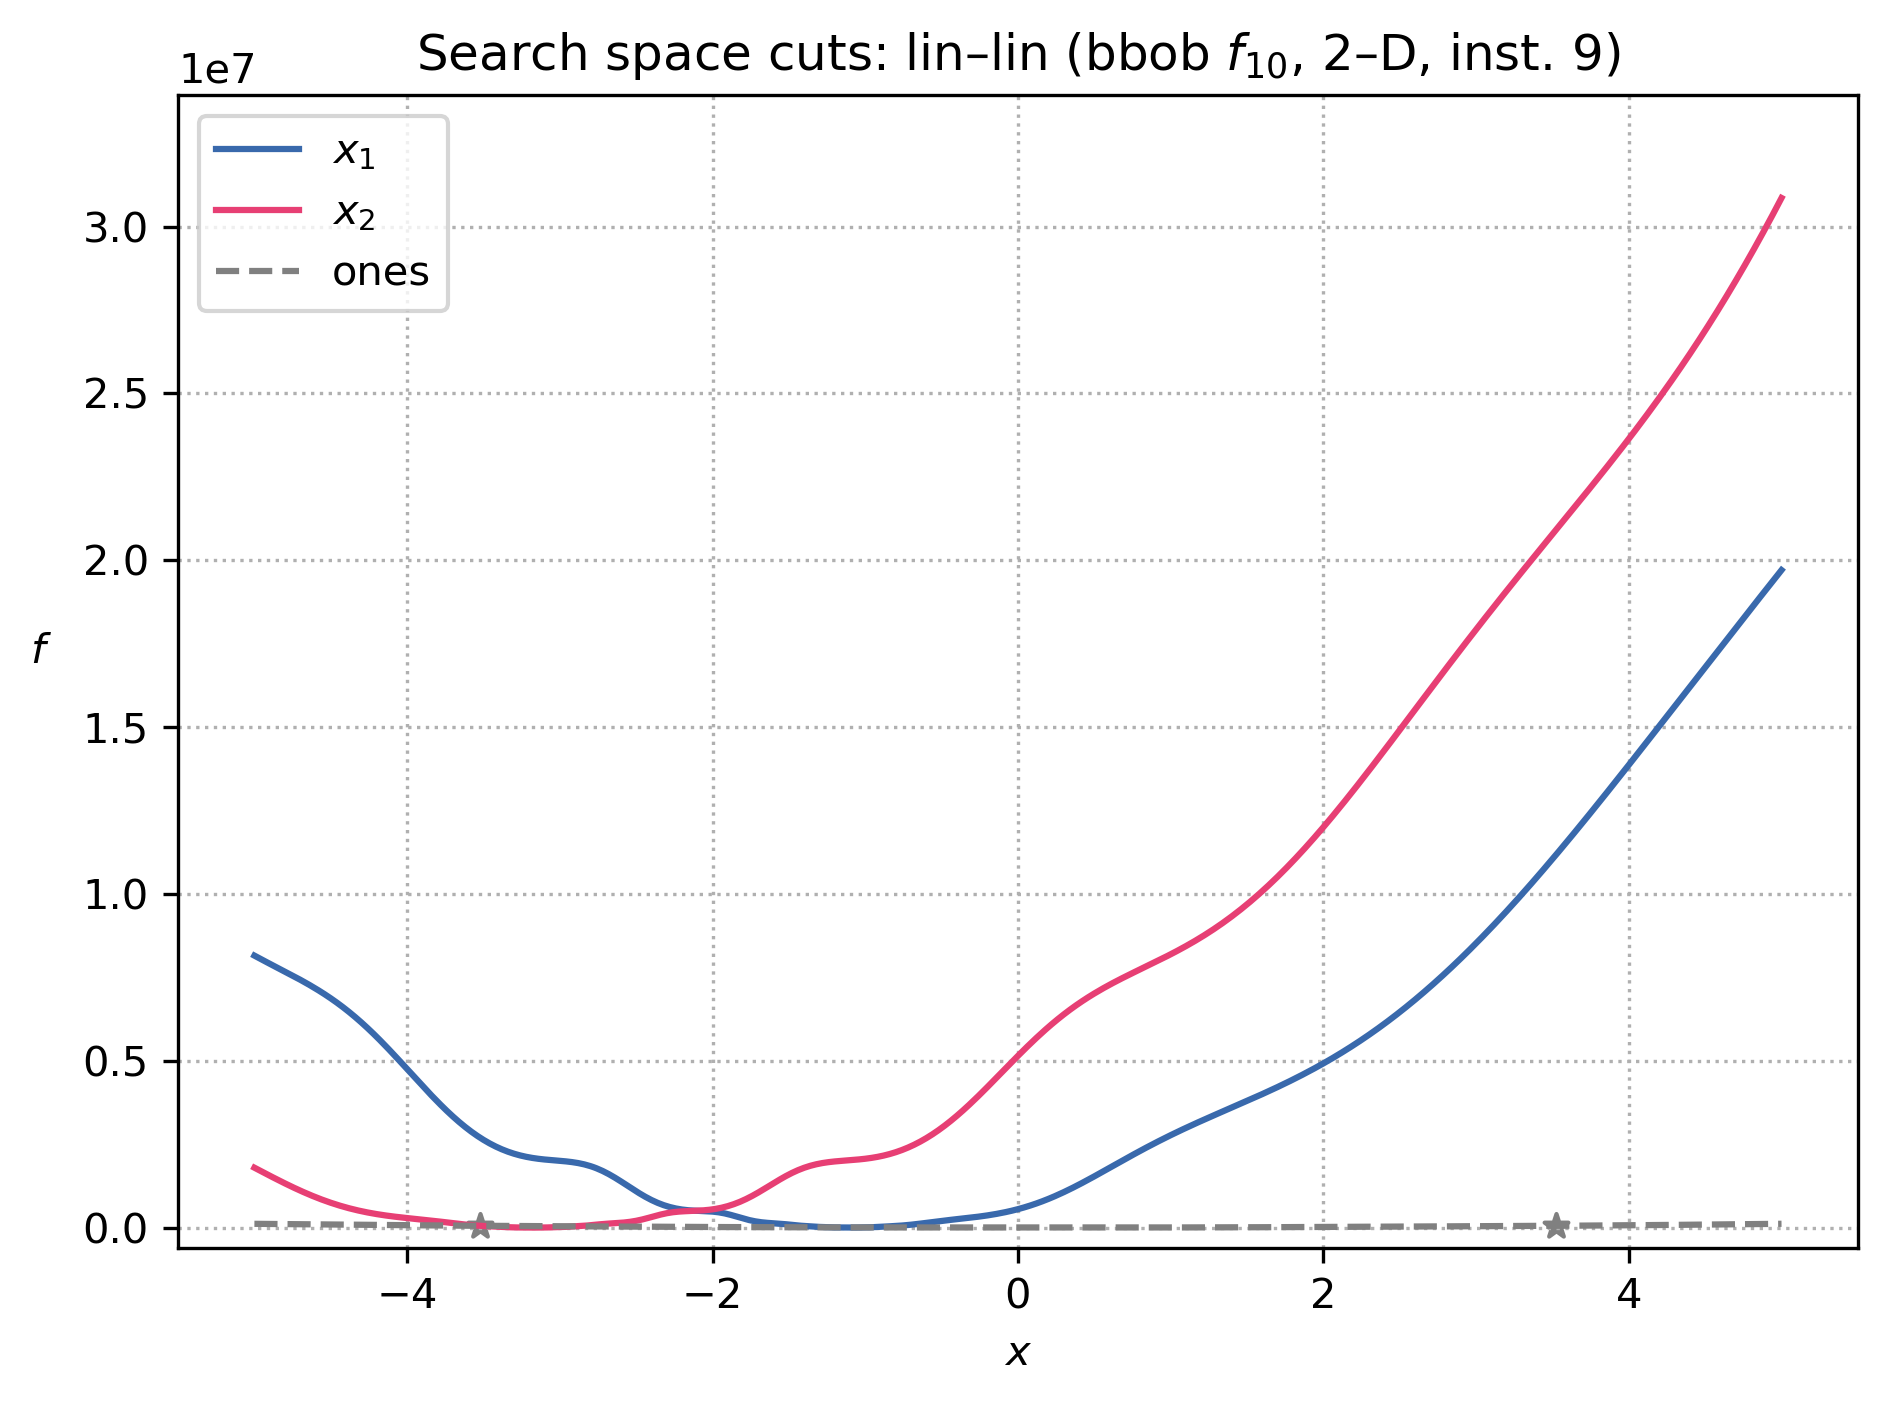 Search space cuts: lin–lin (bbob f10, 2–D, inst. 9)
1e7
x1
x2
ones
3.0
2.5
2.0
1.5
1.0
0.5
0.0
f
−4 −2 0 2 4
x